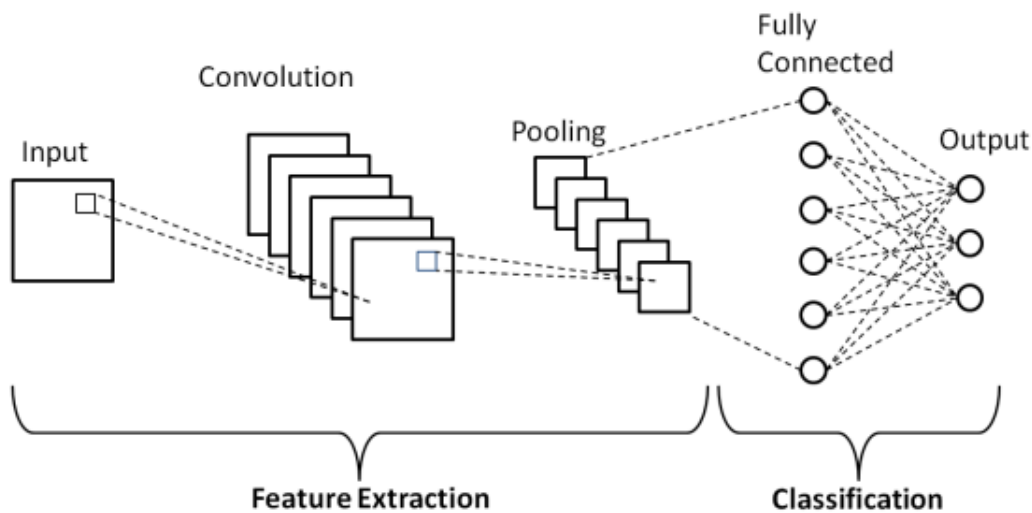 Input
Convolution
Pooling
Fully
Connected
Output
Feature Extraction
Classification